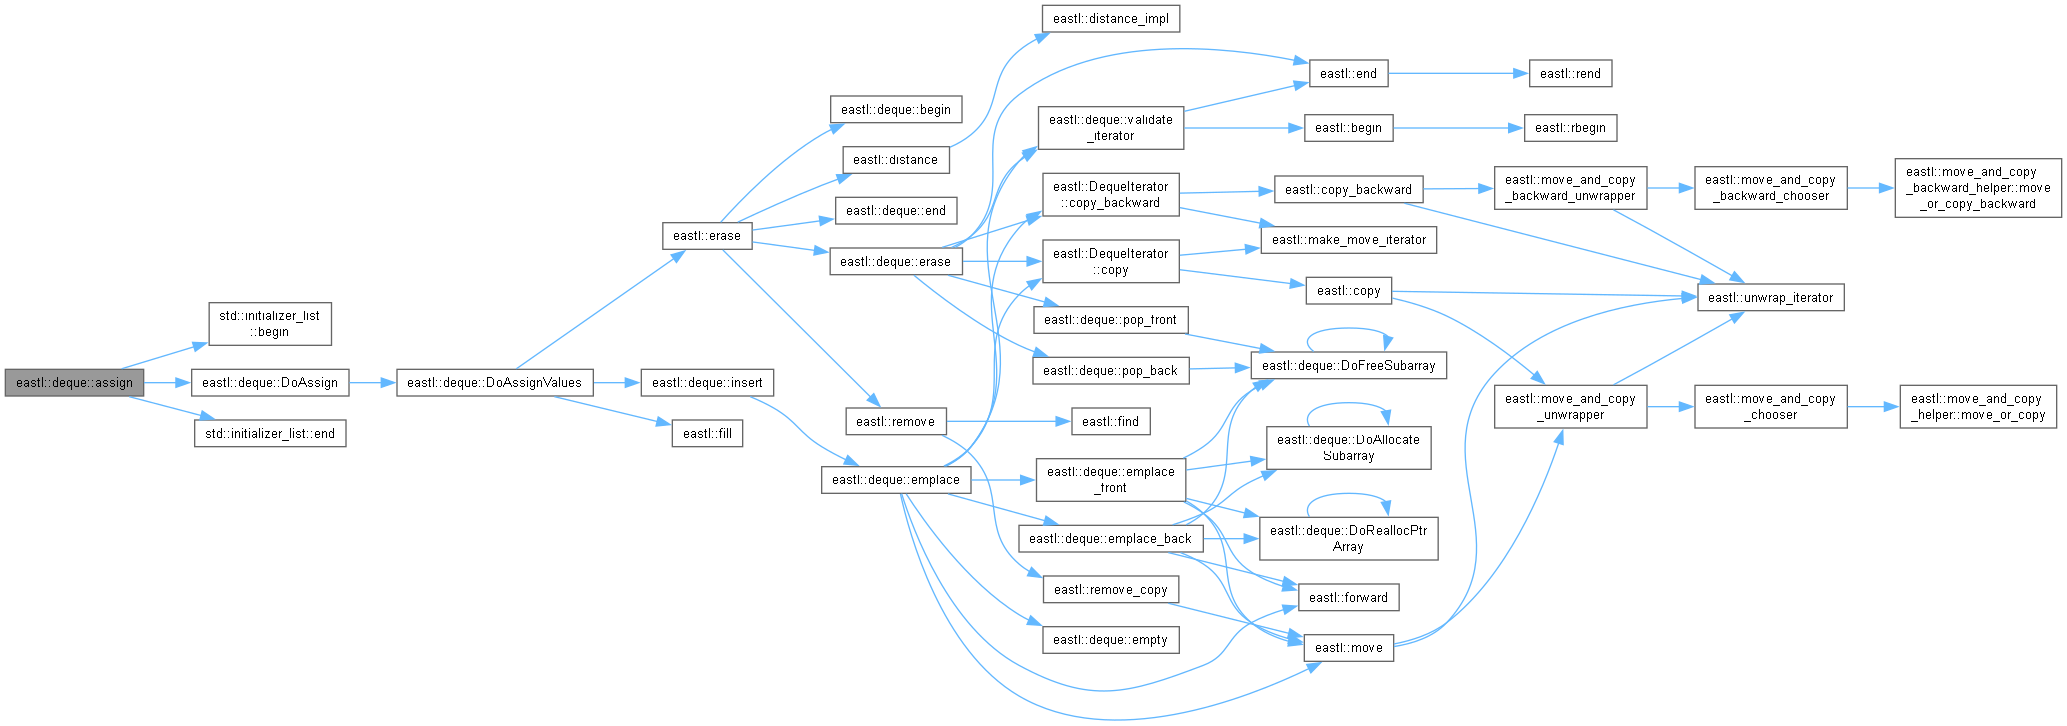 eastl::deque::assign
std::initializer_list
::begin
eastl::deque::DoAssign
std::initializer_list::end
eastl::deque::DoAssignValues
eastl::erase
eastl::deque::insert
eastl::fill
eastl::deque::begin
eastl::distance
eastl::deque::end
eastl::deque::erase
eastl::remove
eastl::deque::emplace
eastl::distance_impl
eastl::deque::validate
_iterator
eastl::DequeIterator
::copy_backward
eastl::DequeIterator
::copy
eastl::deque::pop_front
eastl::deque::pop_back
eastl::find
eastl::deque::emplace
_front
eastl::deque::emplace_back
eastl::remove_copy
eastl::deque::empty
eastl::end
eastl::begin
eastl::copy_backward
eastl::make_move_iterator
eastl::copy
eastl::deque::DoFreeSubarray
eastl::deque::DoAllocate
Subarray
eastl::deque::DoReallocPtr
Array
eastl::forward
eastl::move
eastl::rend
eastl::rbegin
eastl::move_and_copy
_backward_unwrapper
eastl::move_and_copy
_unwrapper
eastl::move_and_copy
_backward_chooser
eastl::unwrap_iterator
eastl::move_and_copy
_chooser
eastl::move_and_copy
_backward_helper::move
_or_copy_backward
eastl::move_and_copy
_helper::move_or_copy